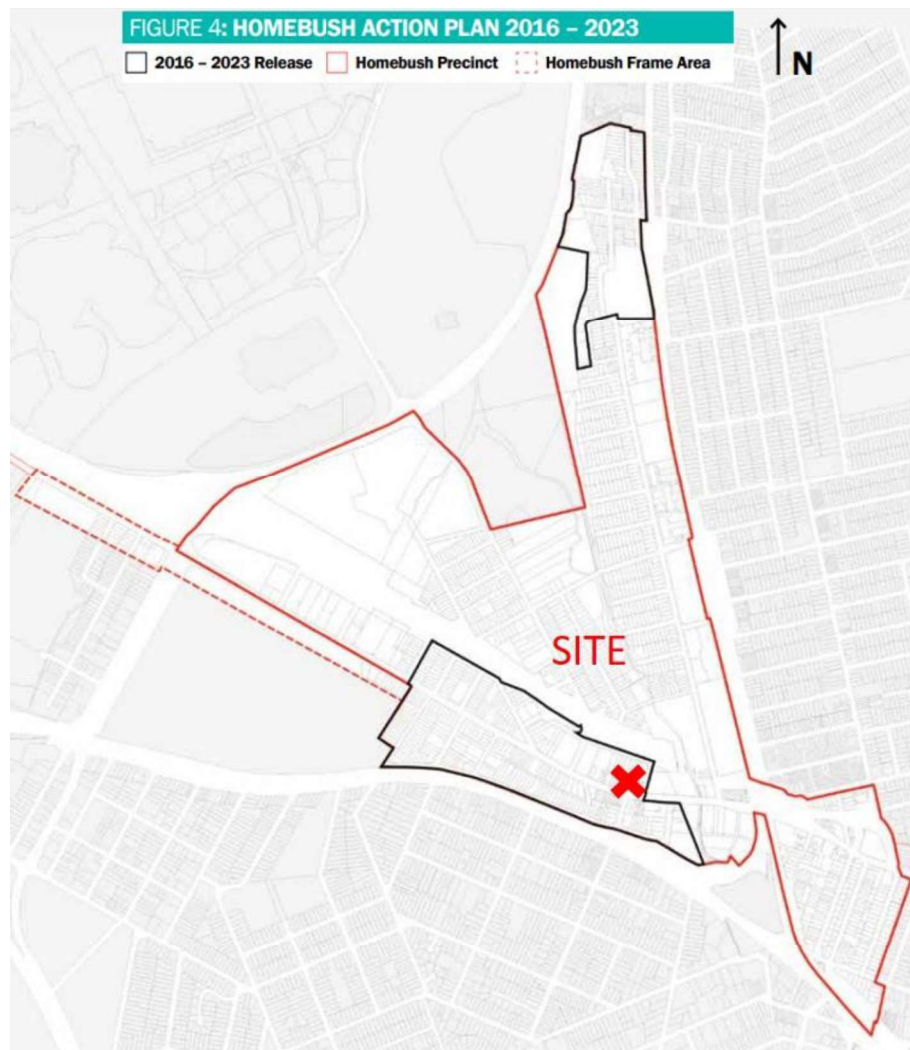 FIGURE 4: HOMEBUSH ACTION PLAN 2016 – 2023
2016 – 2023 Release Homebush Precinct Homebush Frame Area
N
SITE